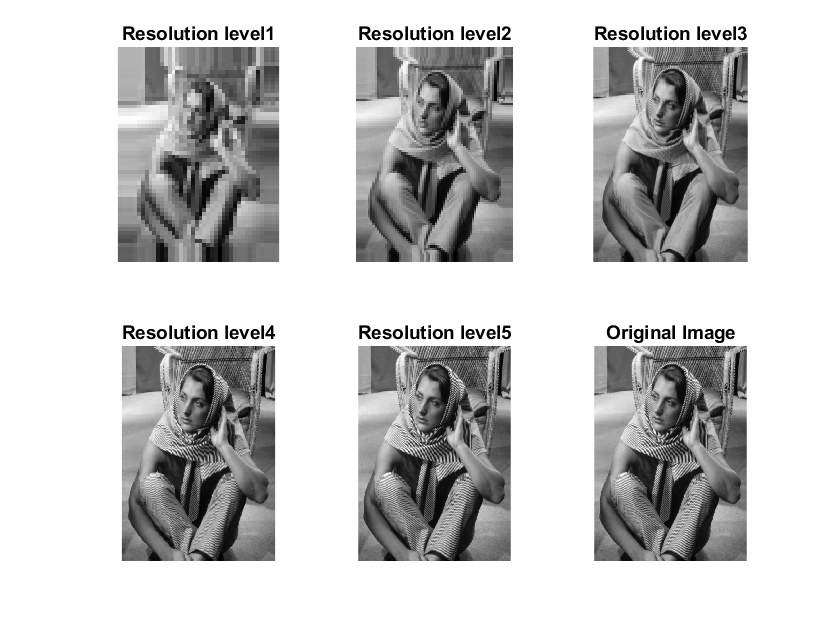 Resolution level1
Resolution level2
Resolution level3
Resolution level4
Resolution level5
Original Image